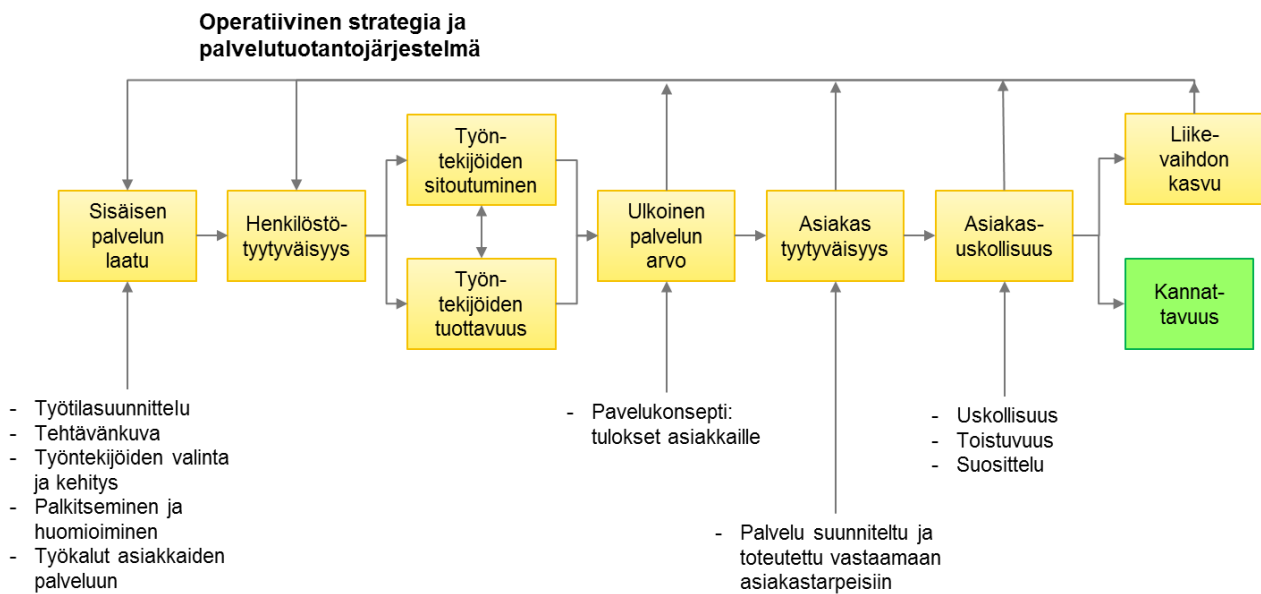 Operatiivinen strategia ja
palvelutuotantojärjestelmä
Sisäisen
palvelun
laatu
Henkilöstö-
tyytyväisyys
Työn-
tekijöiden
sitoutuminen
Työn-
tekijöiden
tuottavuus
Ulkoinen
palvelun
arvo
Asiakas
tyytyväisyys
Asiakas-
uskollisuus
Liike-
vaihdon
kasvu
Kannat-
tavuus
- Työtilasuunnittelu
- Tehtävänkuva
- Työntekijöiden valinta
ja kehitys
- Palkitseminen ja
huomioiminen
- Työkalut asiakkaiden
palveluun
- Pavelukonsepti:
tulokset asiakkaille
- Palvelu suunniteltu ja
toteutettu vastaamaan
asiakastarpeisiin
- Uskollisuus
- Toistuvuus
- Suosittelu